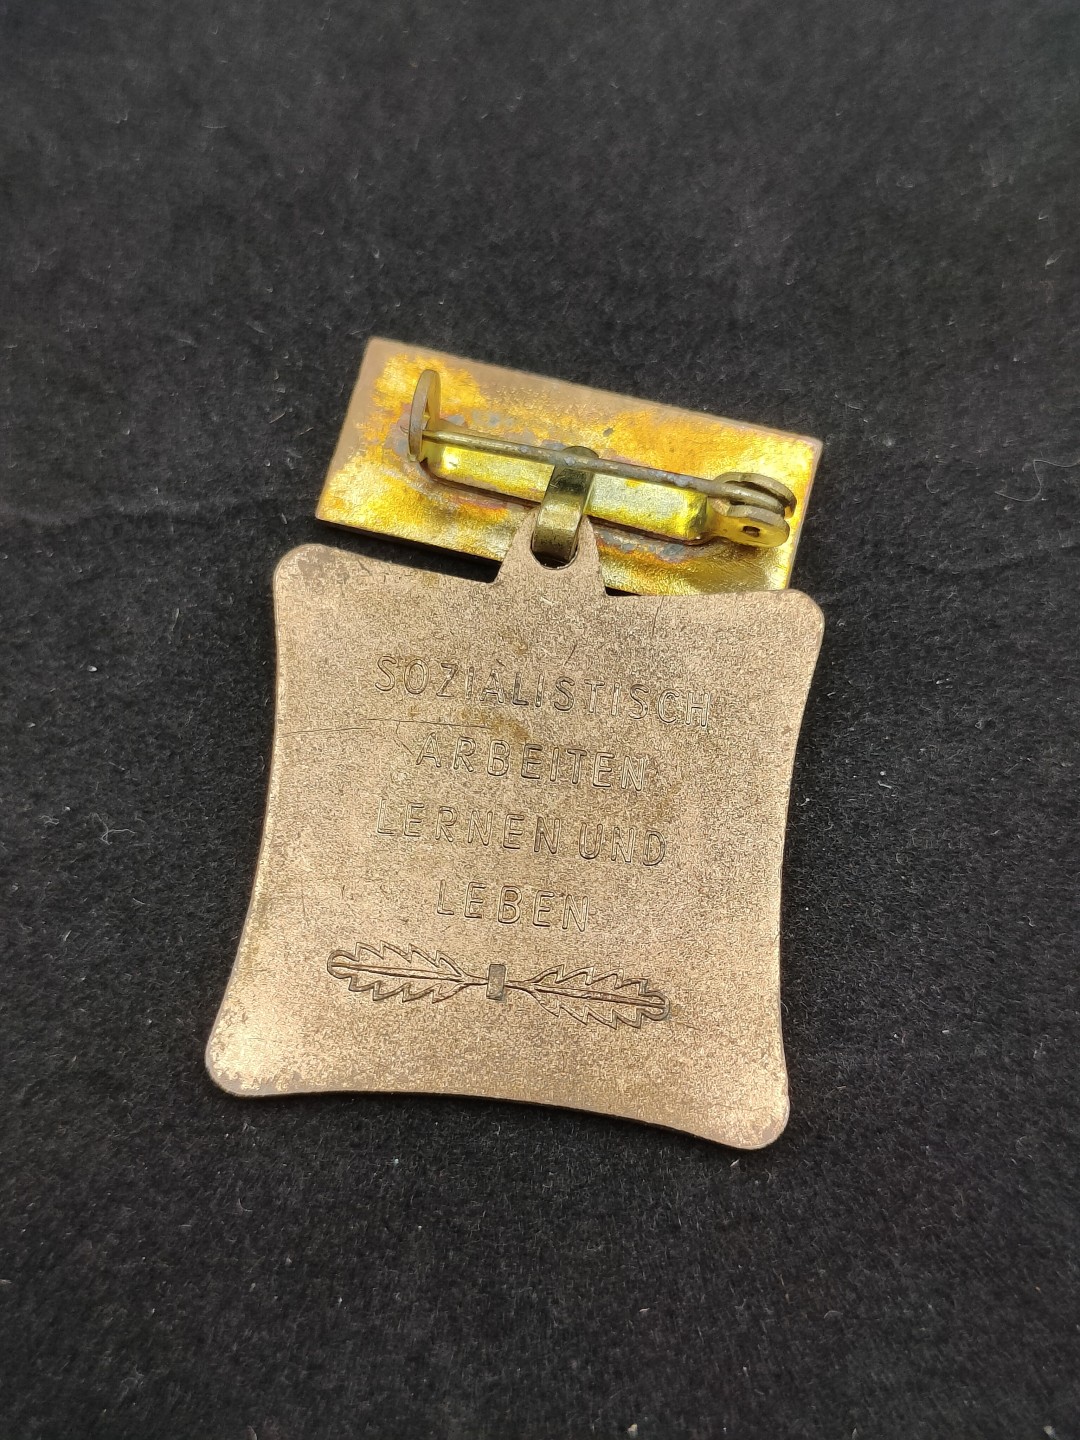 SOZIALISTISCH
ARBEITEN
LERNEN UND
LEBEN